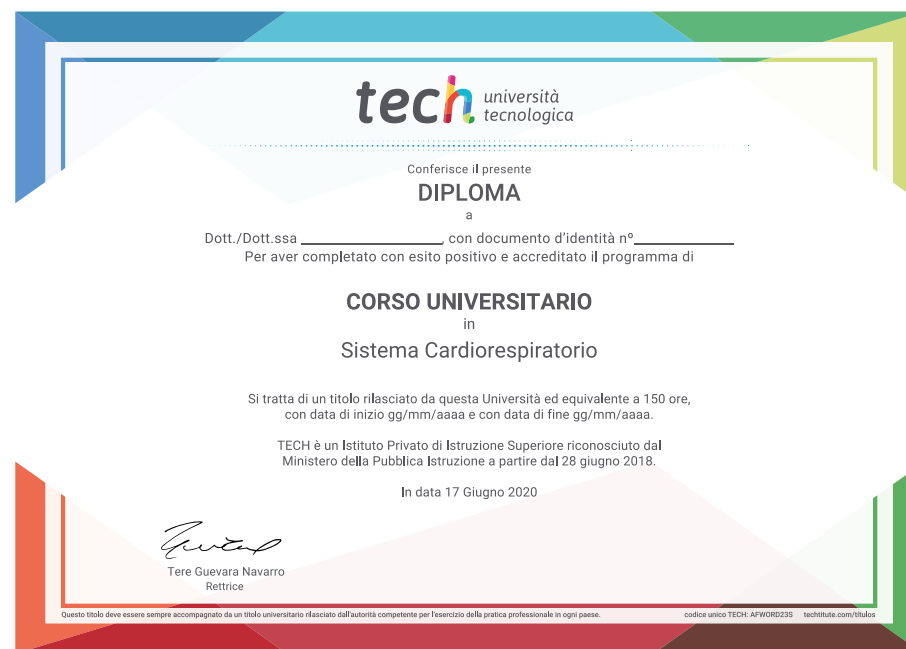 tech università
tecnologica
Conferisce il presente
DIPLOMA
a
Dott./Dott.ssa ____________________, con documento d'identità nº______________
Per aver completato con esito positivo e accreditato il programma di
CORSO UNIVERSITARIO
in
Sistema Cardiorespiratorio
Si tratta di un titolo rilasciato da questa Università ed equivalente a 150 ore,
con data di inizio gg/mm/aaaa e con data di fine gg/mm/aaaa.
TECH è un Istituto Privato di Istruzione Superiore riconosciuto dal
Ministero della Pubblica Istruzione a partire dal 28 giugno 2018.
In data 17 Giugno 2020
Tere Guevara Navarro
Rettrice
Questo titolo deve essere sempre accompagnato da un titolo universitario rilasciato dall'autorità competente per l'esercizio della pratica professionale in ogni paese. codice unico TECH: AFWORD23S techtitute.com/titulos